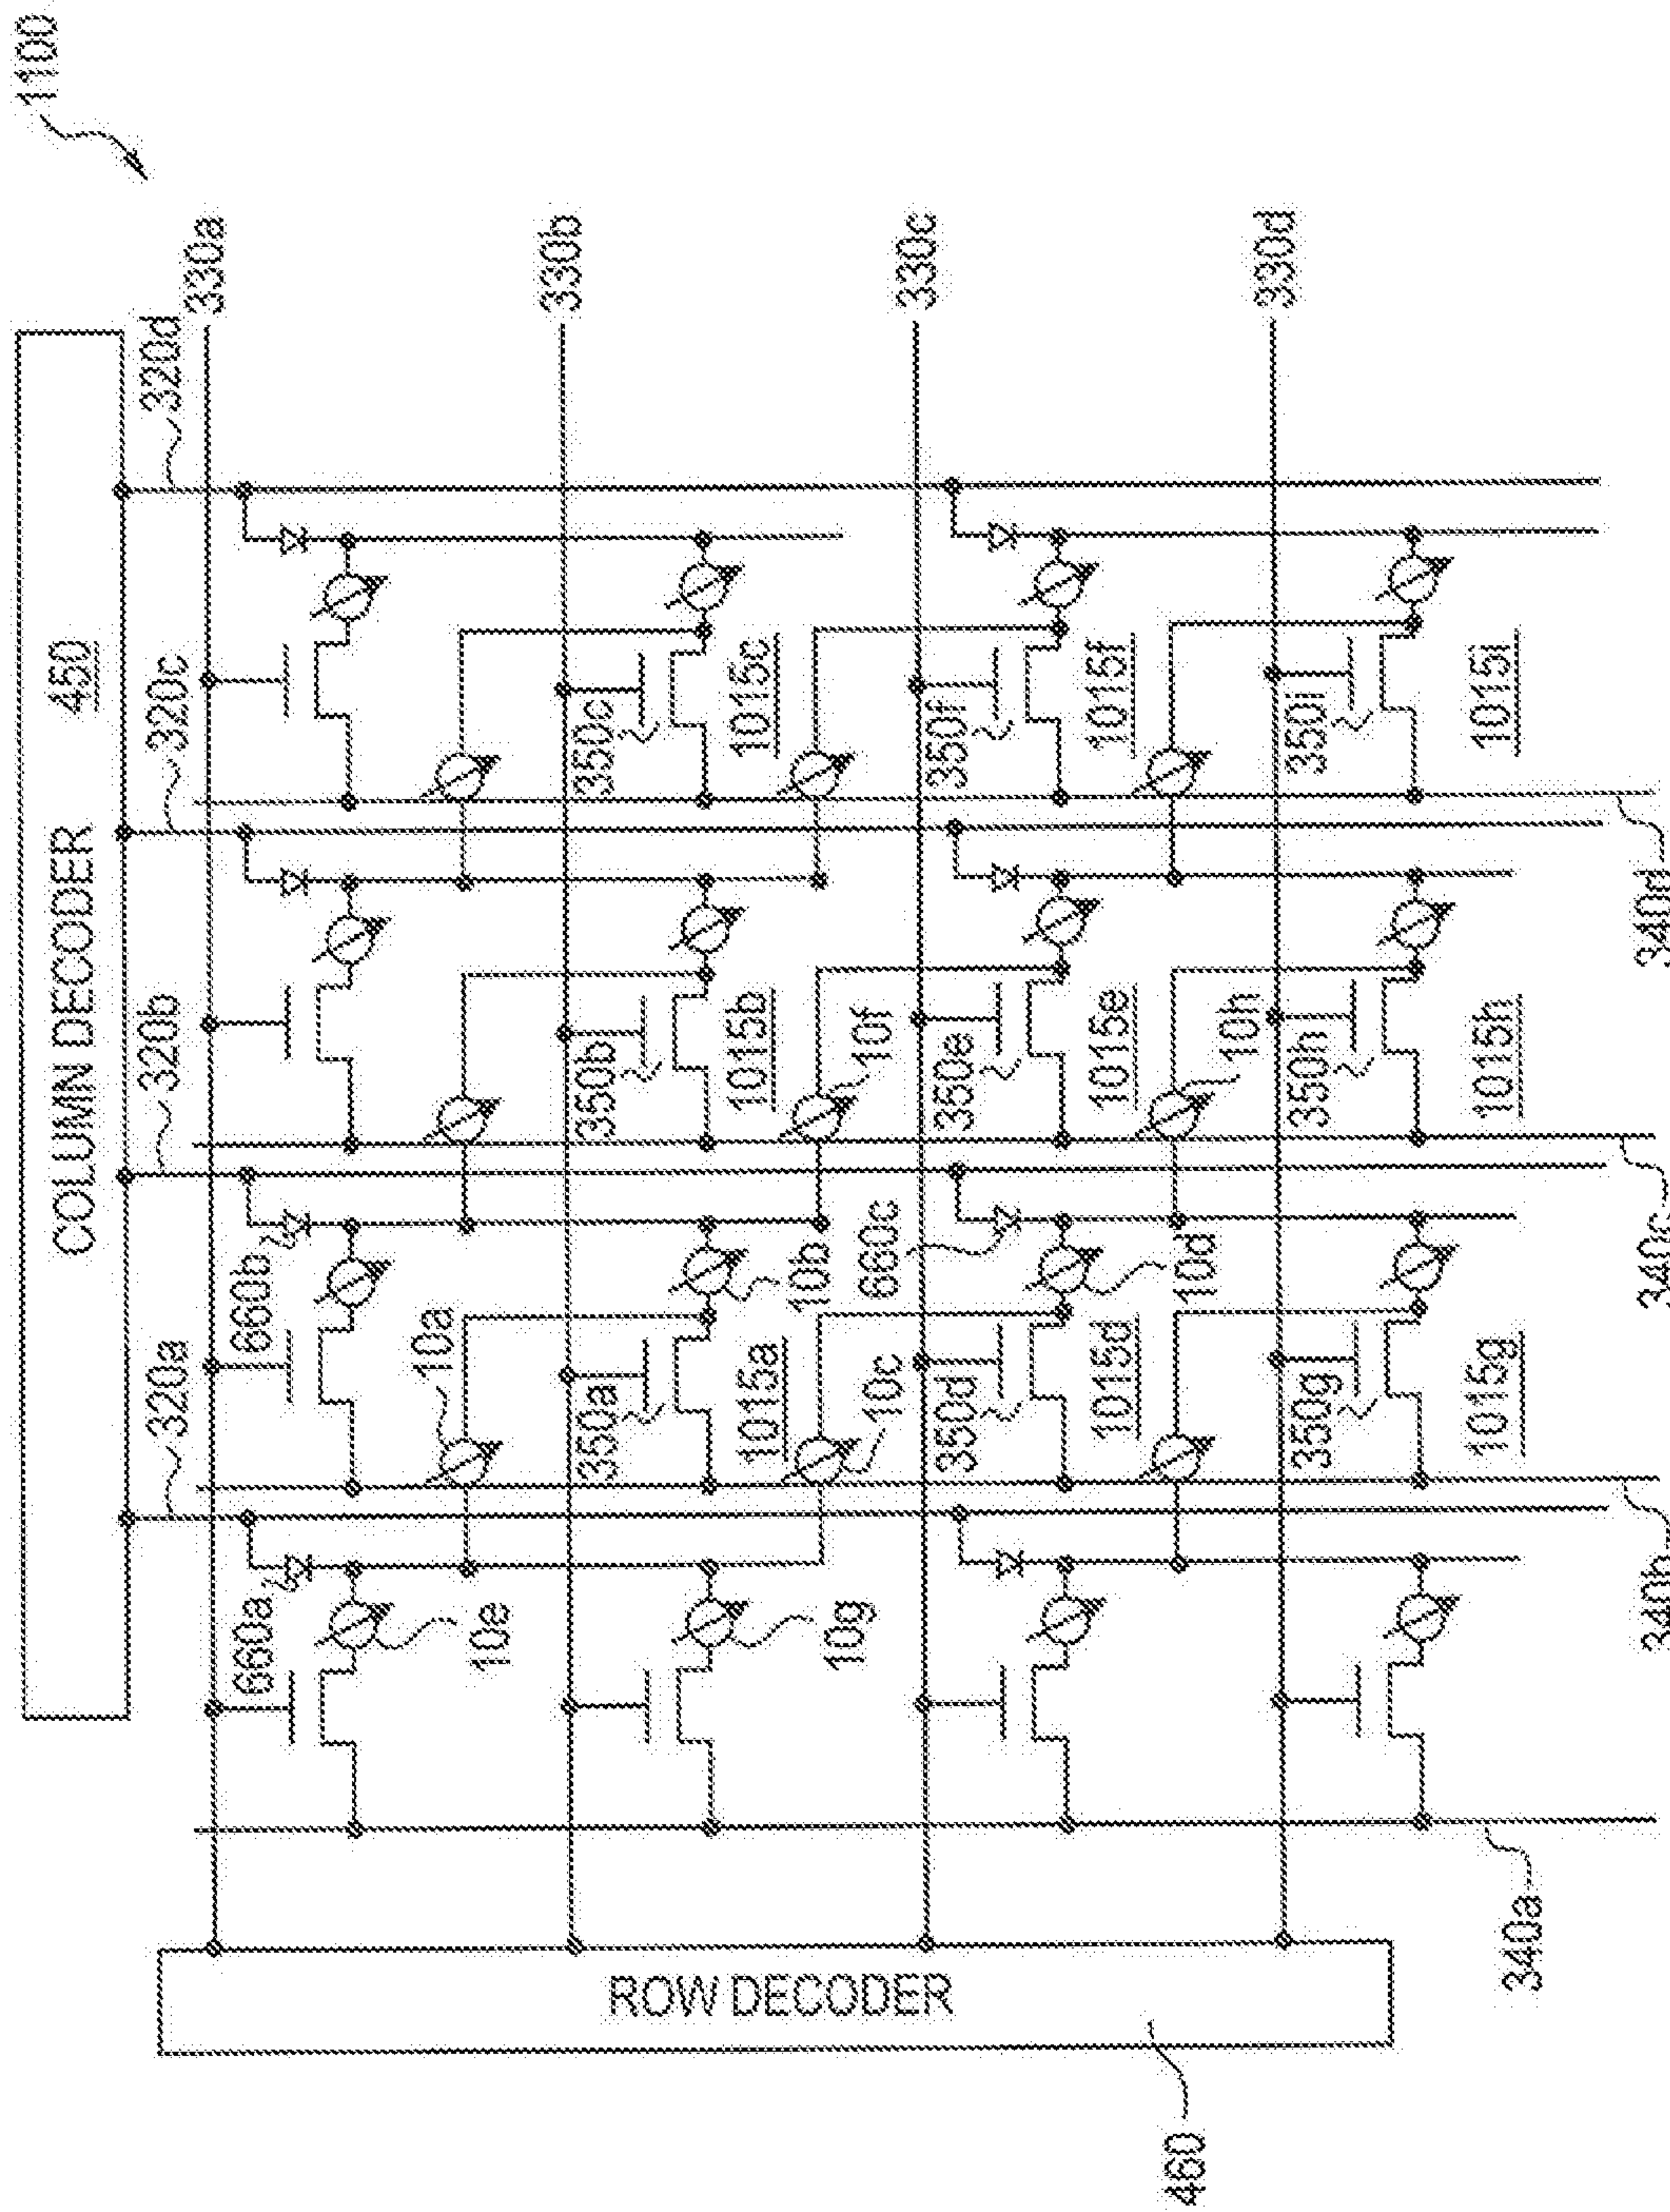 1100
COLUMN DECODER
450
320a
320b
320c
320d
330a
660a
660b
10e
10a
330b
350a
350b
350c
1015a
1015b
1015c
10g
10b
10c
10f
660c
330c
350d
350e
350f
1015d
1015e
1015f
10d
10h
330d
350g
350h
350i
1015g
1015h
1015i
ROW DECODER
460
340a
340b
340c
340d